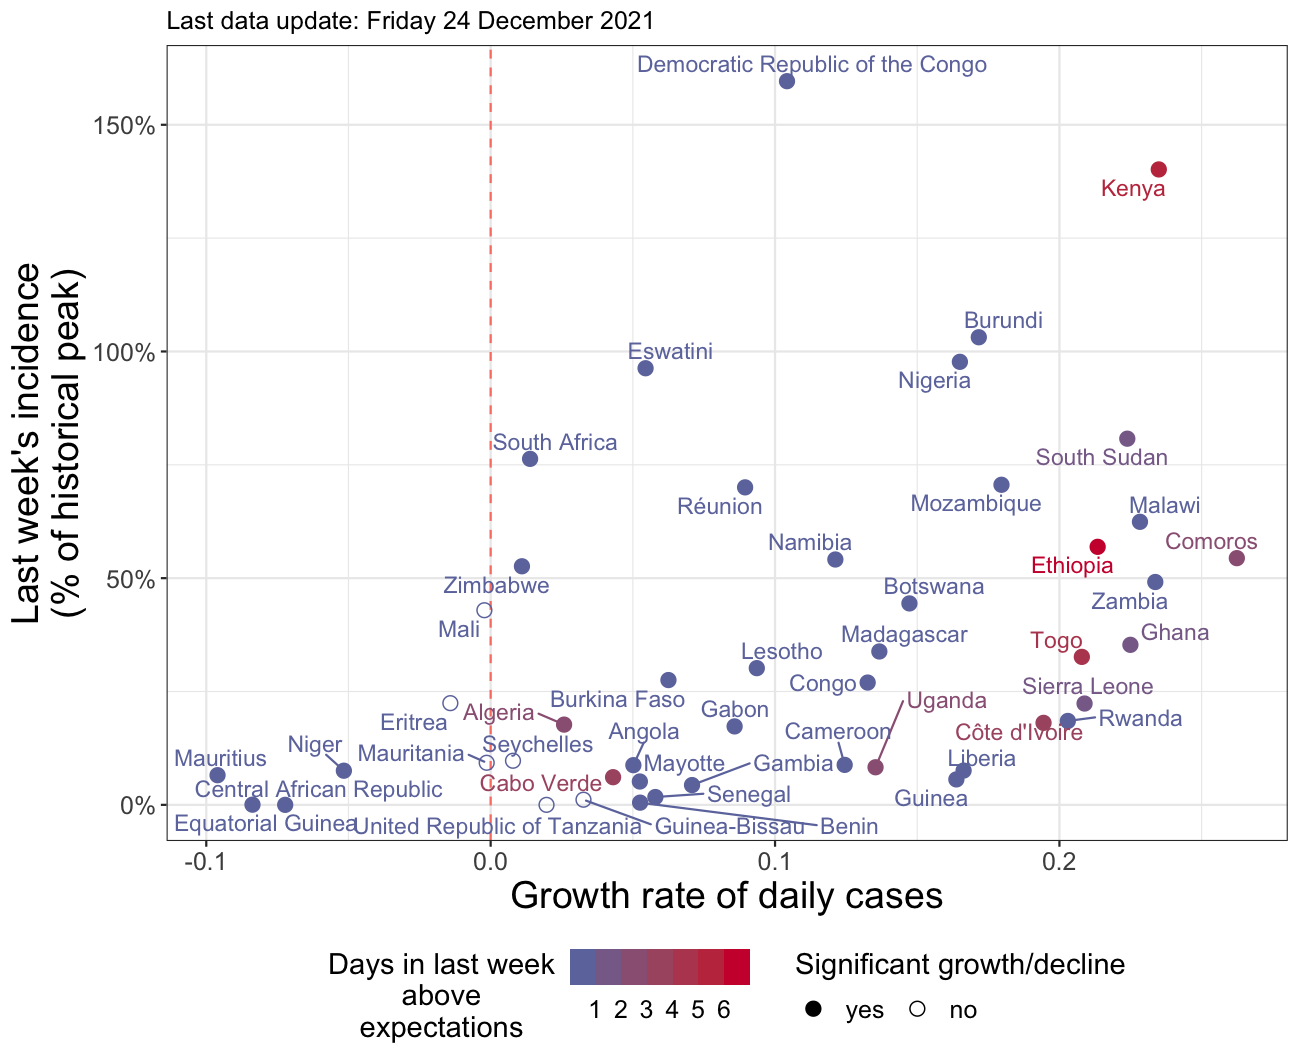 Last data update: Friday 24 December 2021
Last week's incidence
(% of historical peak)
150%
100%
50%
0%
Democratic Republic of the Congo
Kenya
Burundi
Eswatini
Nigeria
South Africa
South Sudan
Réunion
Mozambique
Malawi
Namibia
Comoros
Ethiopia
Zimbabwe
Botswana
Zambia
Mali
Madagascar
Togo
Ghana
Lesotho
Congo
Sierra Leone
Burkina Faso
Uganda
Eritrea
Algeria
Gabon
Rwanda
Angola
Cameroon
Côte d'Ivoire
Niger
Mauritania
Seychelles
Mauritius
Mayotte
Gambia
Liberia
Central African Republic
Cabo Verde
Senegal
Guinea
Equatorial Guinea
United Republic of Tanzania
Guinea-Bissau
Benin
-0.1
0.0
0.1
0.2
Growth rate of daily cases
Days in last week
above
expectations
1 2 3 4 5 6
Significant growth/decline
yes
no